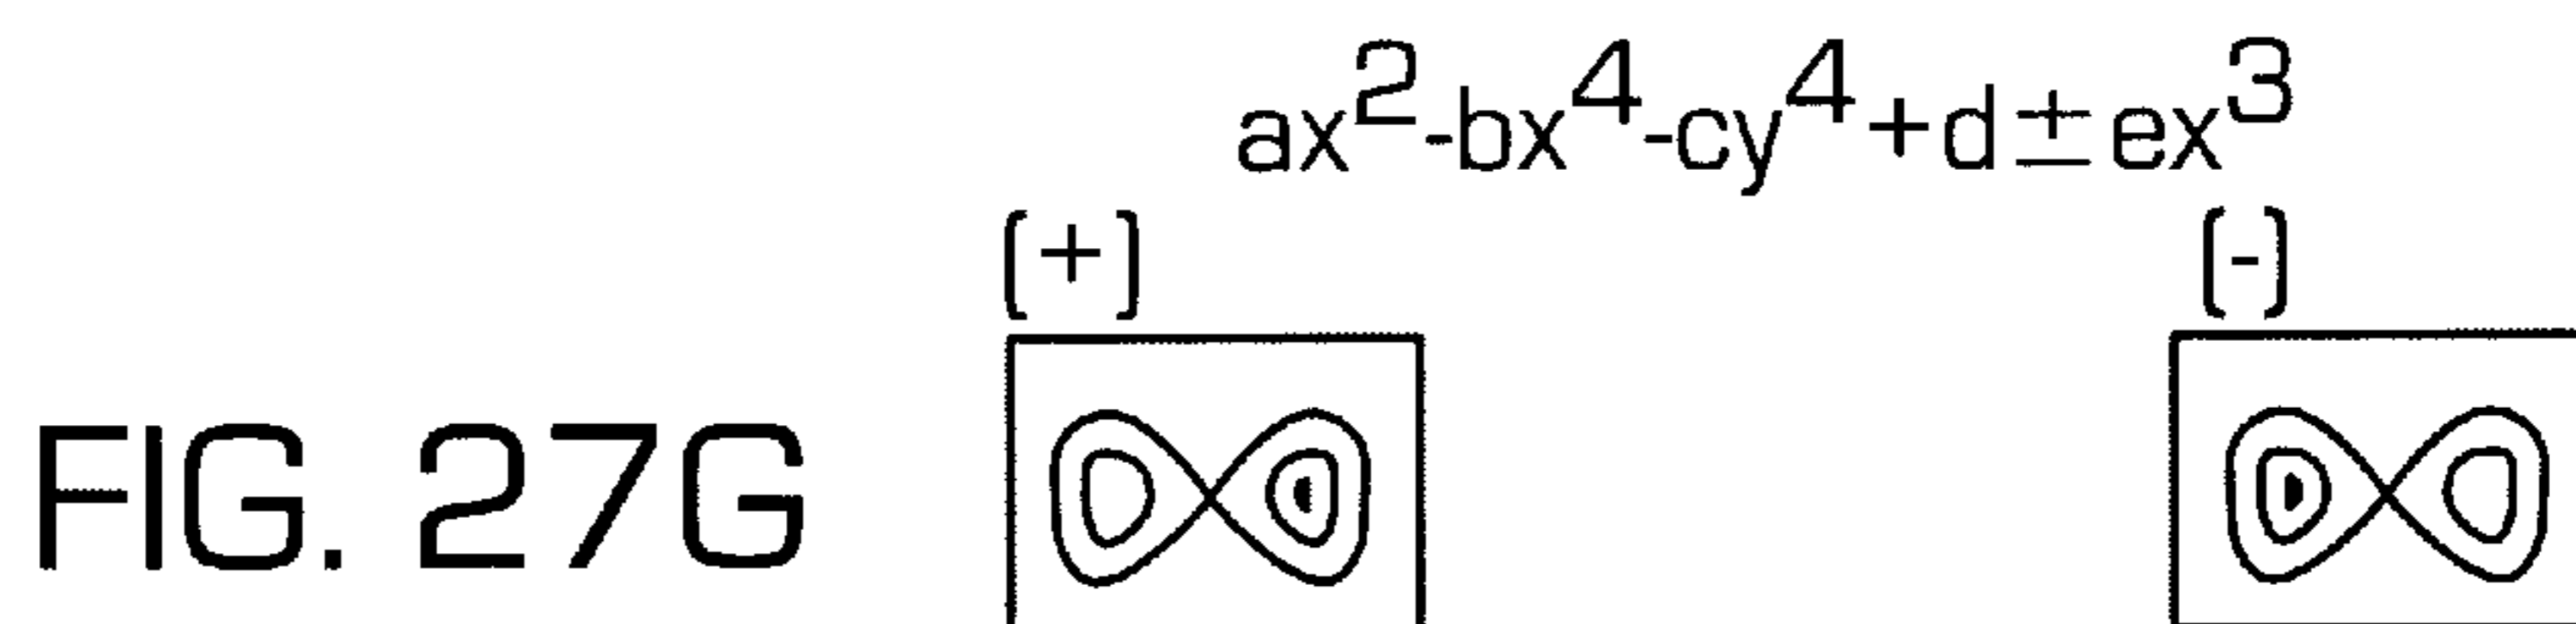 ax²-bx⁴-cy⁴+d±ex³
(+) (-)
FIG. 27G